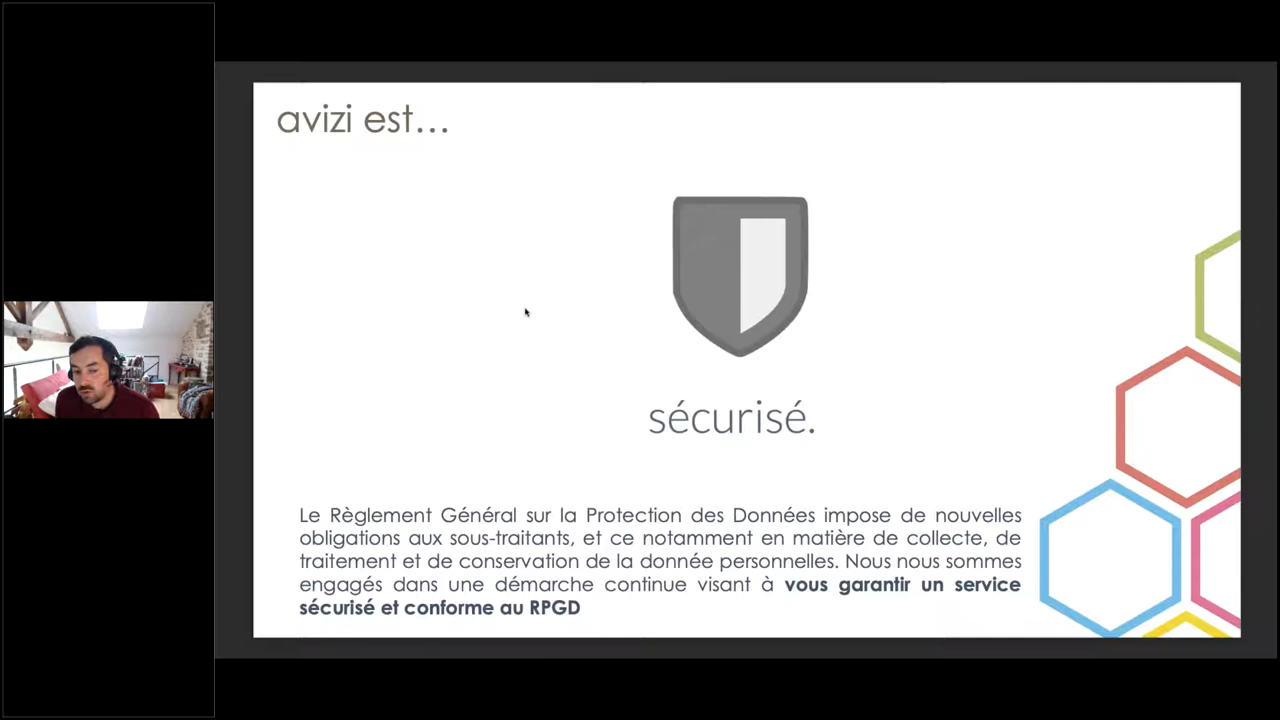 avizi est...
sécurisé.
Le Règlement Général sur la Protection des Données impose de nouvelles
obligations aux sous-traitants, et ce notamment en matière de collecte, de
traitement et de conservation de la donnée personnelles. Nous nous sommes
engagés dans une démarche continue visant à vous garantir un service
sécurisé et conforme au RPGD